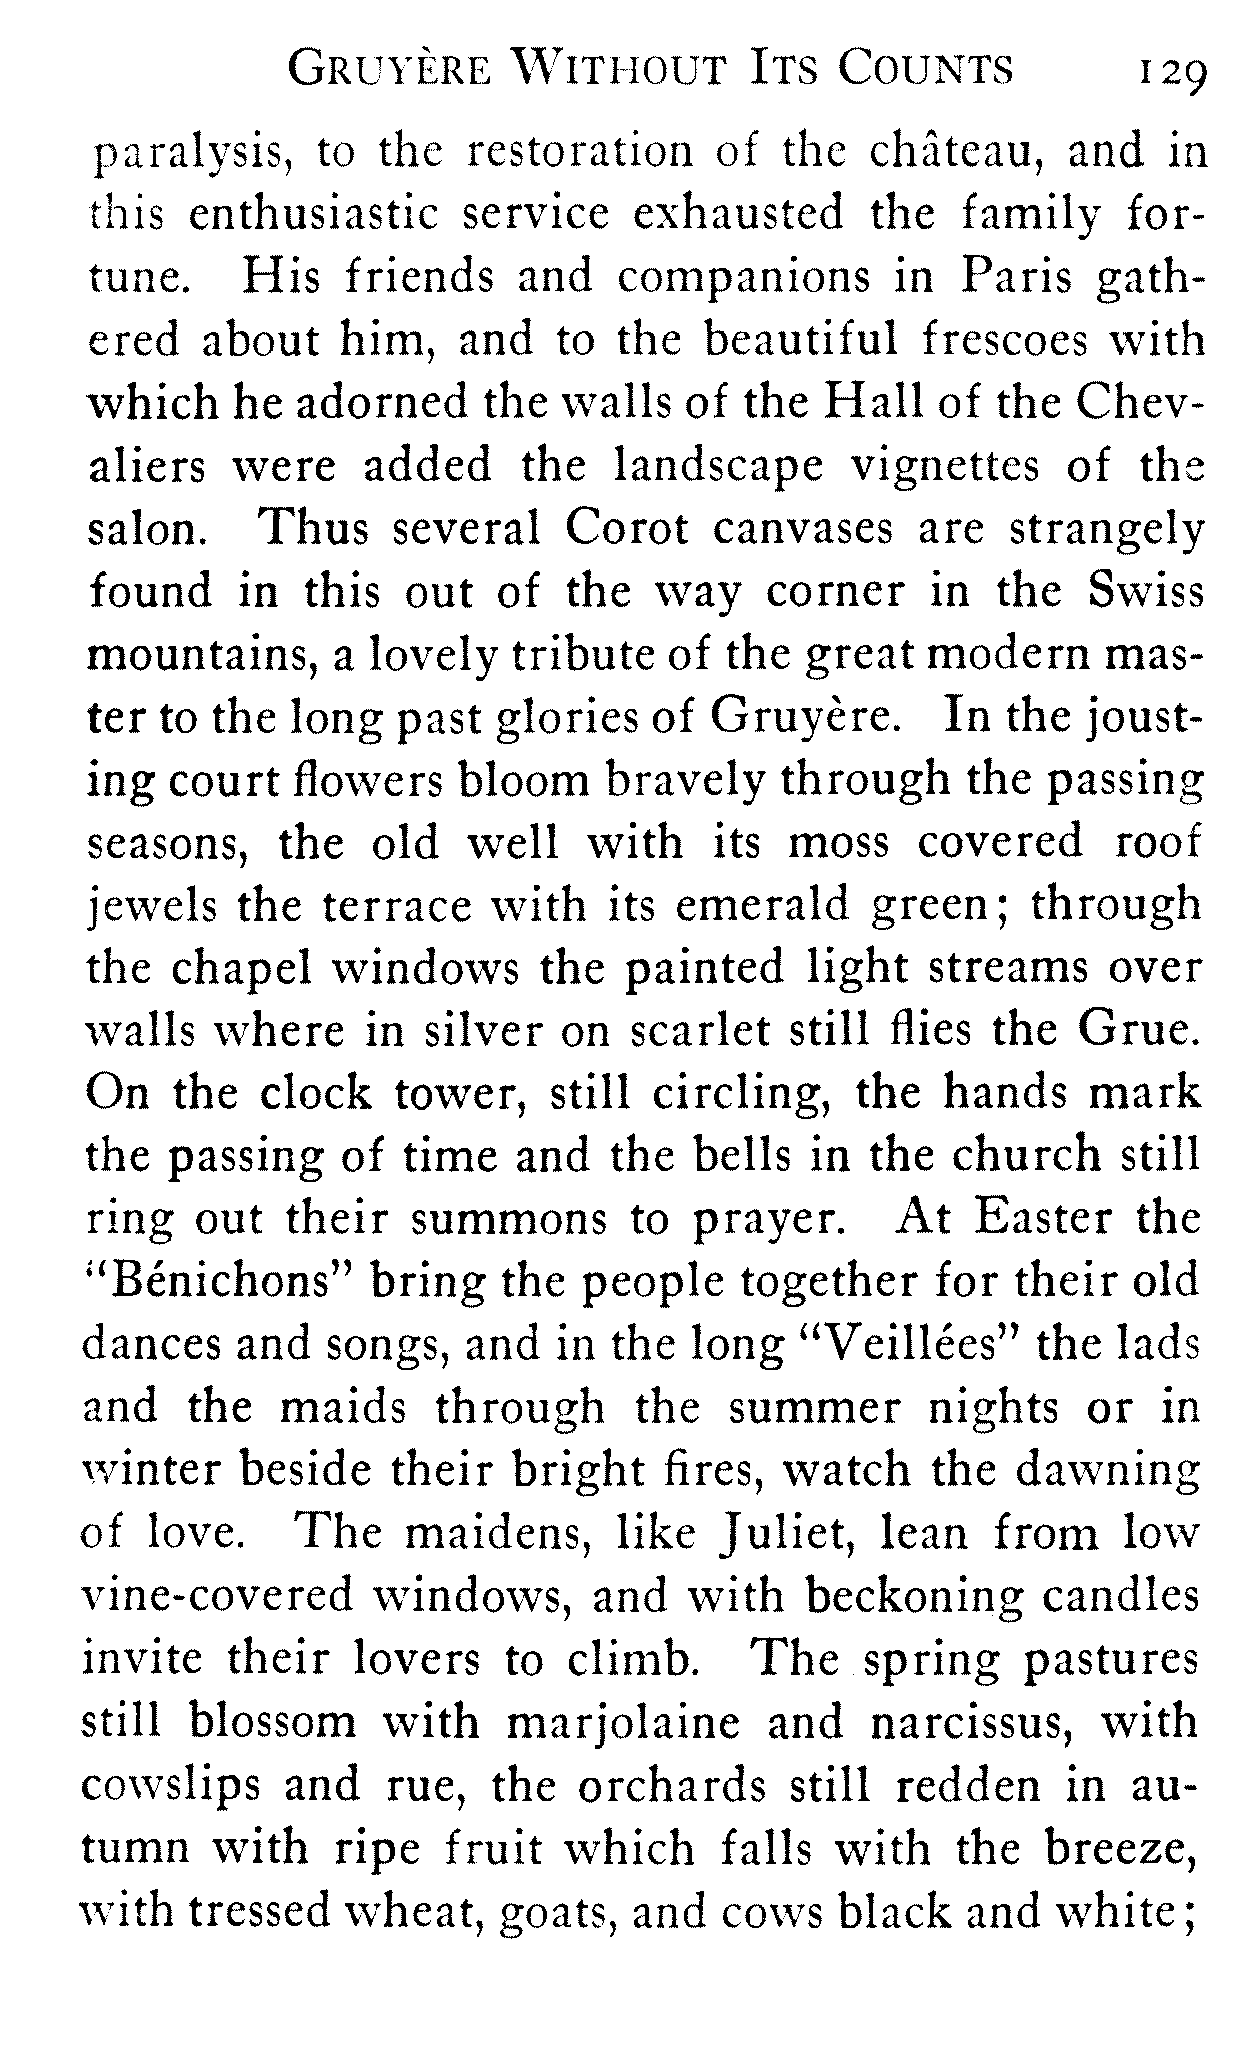 GRUYÈRE WITHOUT ITS COUNTS 129
paralysis, to the restoration of the château, and in
this enthusiastic service exhausted the family for-
tune. His friends and companions in Paris gath-
ered about him, and to the beautiful frescoes with
which he adorned the walls of the Hall of the Chev-
aliers were added the landscape vignettes of the
salon. Thus several Corot canvases are strangely
found in this out of the way corner in the Swiss
mountains, a lovely tribute of the great modern mas-
ter to the long past glories of Gruyère. In the joust-
ing court flowers bloom bravely through the passing
seasons, the old well with its moss covered roof
jewels the terrace with its emerald green; through
the chapel windows the painted light streams over
walls where in silver on scarlet still flies the Grue.
On the clock tower, still circling, the hands mark
the passing of time and the bells in the church still
ring out their summons to prayer. At Easter the
"Bénichons" bring the people together for their old
dances and songs, and in the long "Veillées" the lads
and the maids through the summer nights or in
winter beside their bright fires, watch the dawning
of love. The maidens, like Juliet, lean from low
vine-covered windows, and with beckoning candles
invite their lovers to climb. The spring pastures
still blossom with marjolaine and narcissus, with
cowslips and rue, the orchards still redden in au-
tumn with ripe fruit which falls with the breeze,
with tressed wheat, goats, and cows black and white;